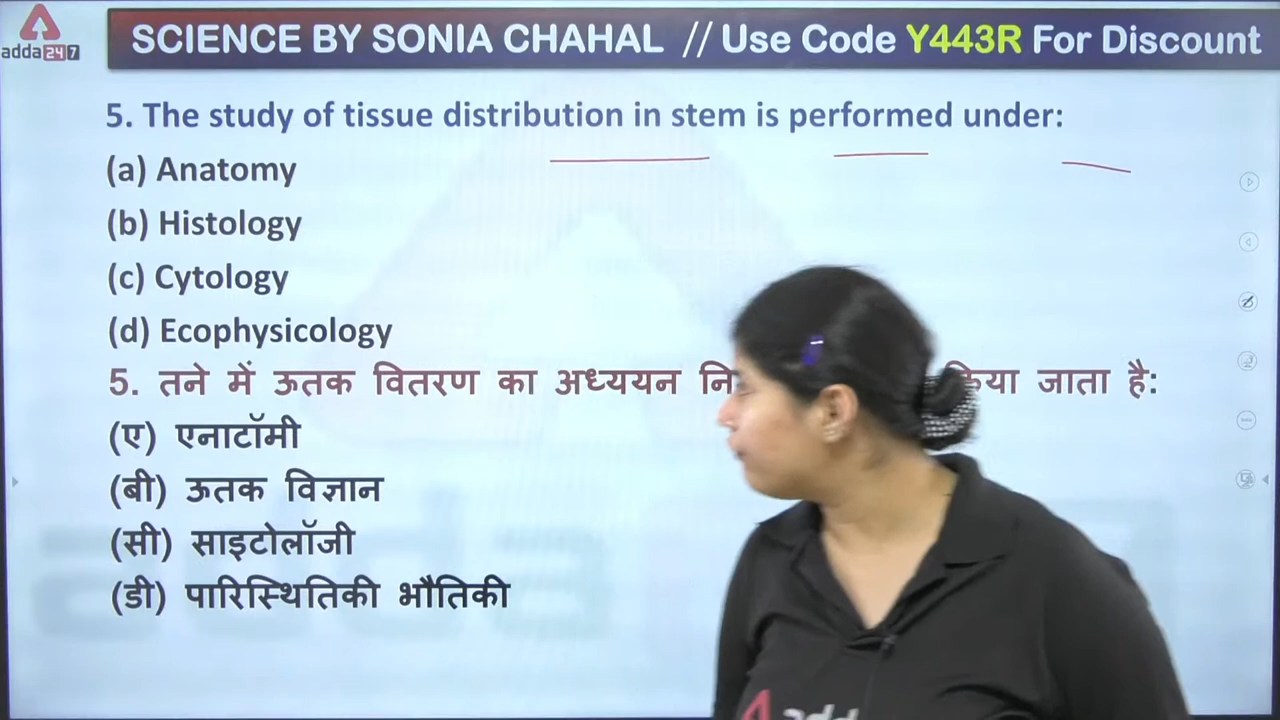 adda247
SCIENCE BY SONIA CHAHAL // Use Code Y443R For Discount
5. The study of tissue distribution in stem is performed under:
(a) Anatomy
(b) Histology
(c) Cytology
(d) Ecophysicology
5. तने में ऊतक वितरण का अध्ययन जाता है:
(ए) एनाटॉमी
(बी) ऊतक विज्ञान
(सी) साइटोलॉजी
(डी) पारिस्थितिकी भौतिकी